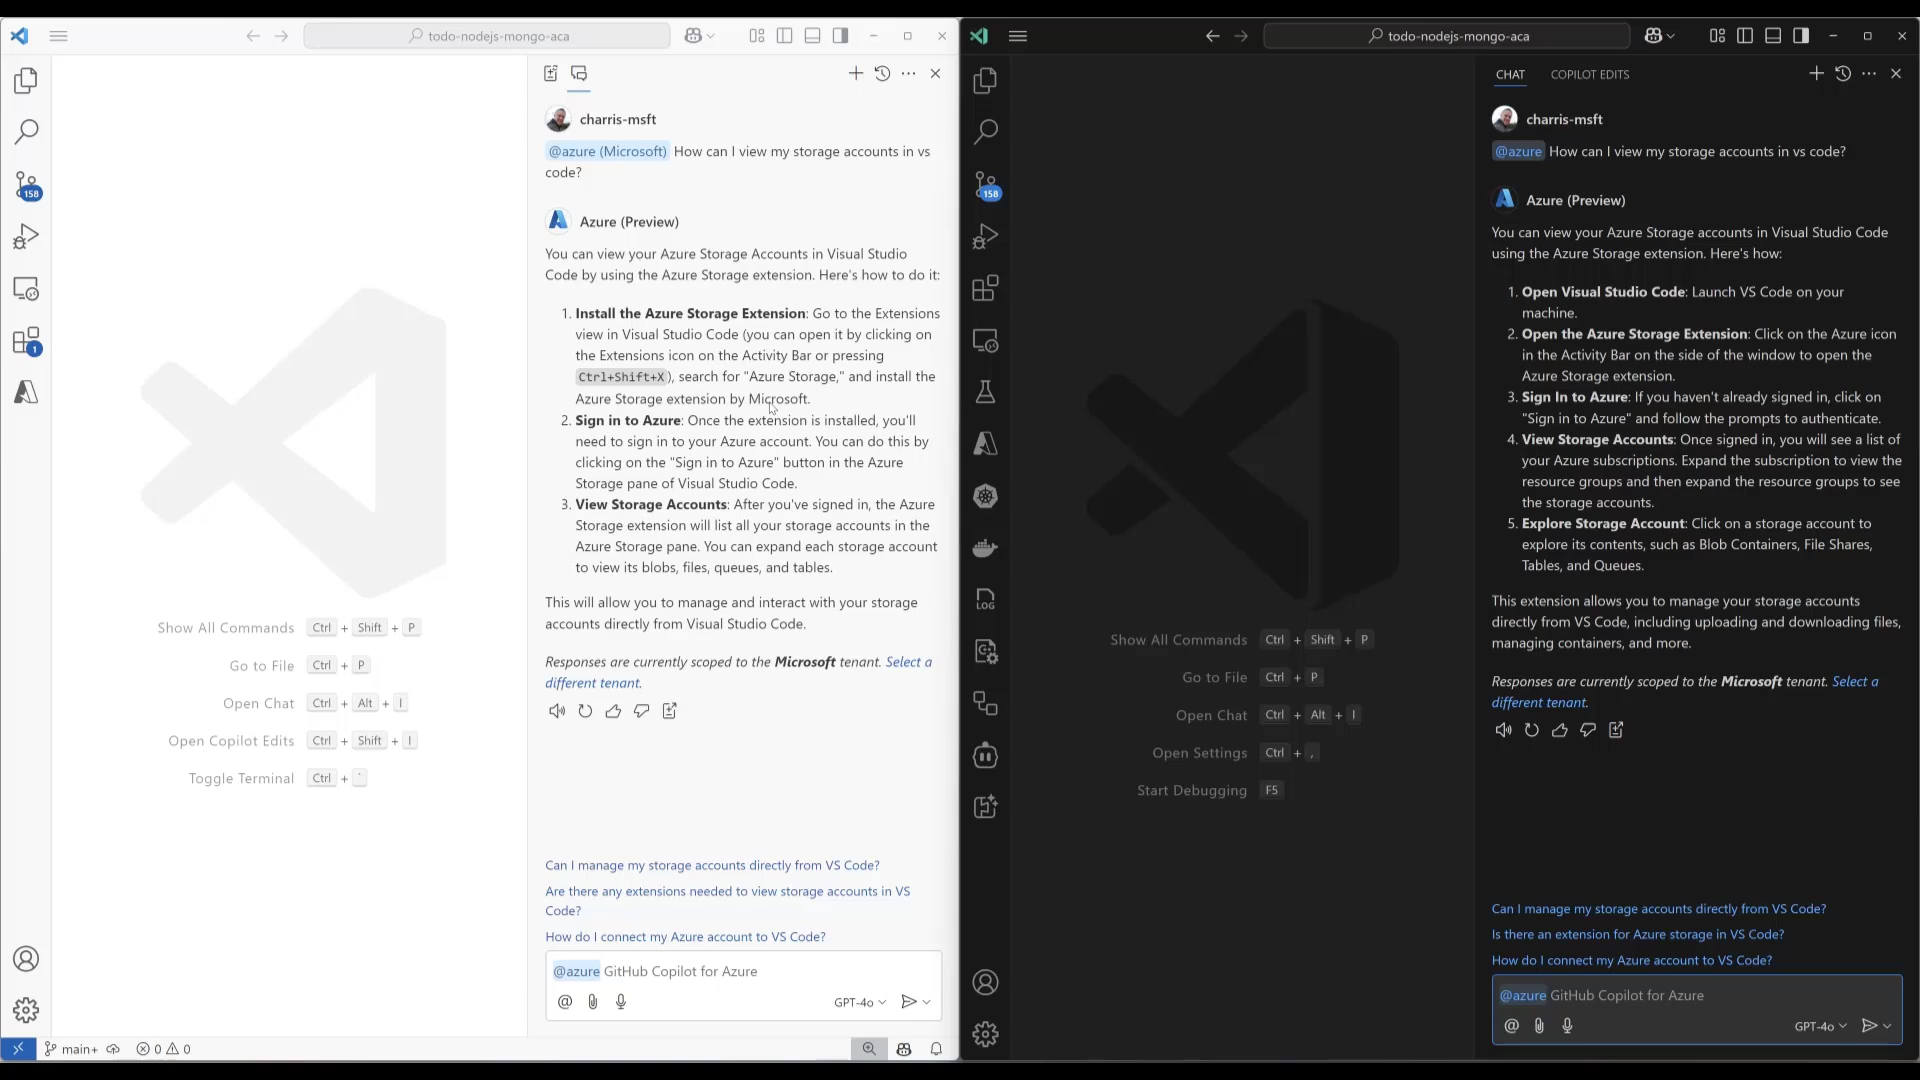 todo-nodejs-mongo-aca
158
1
Show All Commands Ctrl + Shift + P
Go to File Ctrl + P
Open Chat Ctrl + Alt + I
Open Copilot Edits Ctrl + Shift + I
Toggle Terminal Ctrl + `
charris-msft
@azure (Microsoft) How can I view my storage accounts in vs
code?
Azure (Preview)
You can view your Azure Storage Accounts in Visual Studio
Code by using the Azure Storage extension. Here's how to do it:
1. Install the Azure Storage Extension: Go to the Extensions
view in Visual Studio Code (you can open it by clicking on
the Extensions icon on the Activity Bar or pressing
Ctrl+Shift+X), search for "Azure Storage," and install the
Azure Storage extension by Microsoft.
2. Sign in to Azure: Once the extension is installed, you'll
need to sign in to your Azure account. You can do this by
clicking on the "Sign in to Azure" button in the Azure
Storage pane of Visual Studio Code.
3. View Storage Accounts: After you've signed in, the Azure
Storage extension will list all your storage accounts in the
Azure Storage pane. You can expand each storage account
to view its blobs, files, queues, and tables.
This will allow you to manage and interact with your storage
accounts directly from Visual Studio Code.
Responses are currently scoped to the Microsoft tenant. Select a
different tenant.
Can I manage my storage accounts directly from VS Code?
Are there any extensions needed to view storage accounts in VS
Code?
How do I connect my Azure account to VS Code?
@azure GitHub Copilot for Azure
GPT-4o
main+ 0 0
todo-nodejs-mongo-aca
158
LOG
Show All Commands Ctrl + Shift + P
Go to File Ctrl + P
Open Chat Ctrl + Alt + I
Open Settings Ctrl + ,
Start Debugging F5
CHAT COPILOT EDITS
charris-msft
@azure How can I view my storage accounts in vs code?
Azure (Preview)
You can view your Azure Storage accounts in Visual Studio Code
using the Azure Storage extension. Here's how:
1. Open Visual Studio Code: Launch VS Code on your
machine.
2. Open the Azure Storage Extension: Click on the Azure icon
in the Activity Bar on the side of the window to open the
Azure Storage extension.
3. Sign In to Azure: If you haven't already signed in, click on
"Sign in to Azure" and follow the prompts to authenticate.
4. View Storage Accounts: Once signed in, you will see a list of
your Azure subscriptions. Expand the subscription to view the
resource groups and then expand the resource groups to see
the storage accounts.
5. Explore Storage Account: Click on a storage account to
explore its contents, such as Blob Containers, File Shares,
Tables, and Queues.
This extension allows you to manage your storage accounts
directly from VS Code, including uploading and downloading files,
managing containers, and more.
Responses are currently scoped to the Microsoft tenant. Select a
different tenant.
Can I manage my storage accounts directly from VS Code?
Is there an extension for Azure storage in VS Code?
How do I connect my Azure account to VS Code?
@azure GitHub Copilot for Azure
GPT-4o